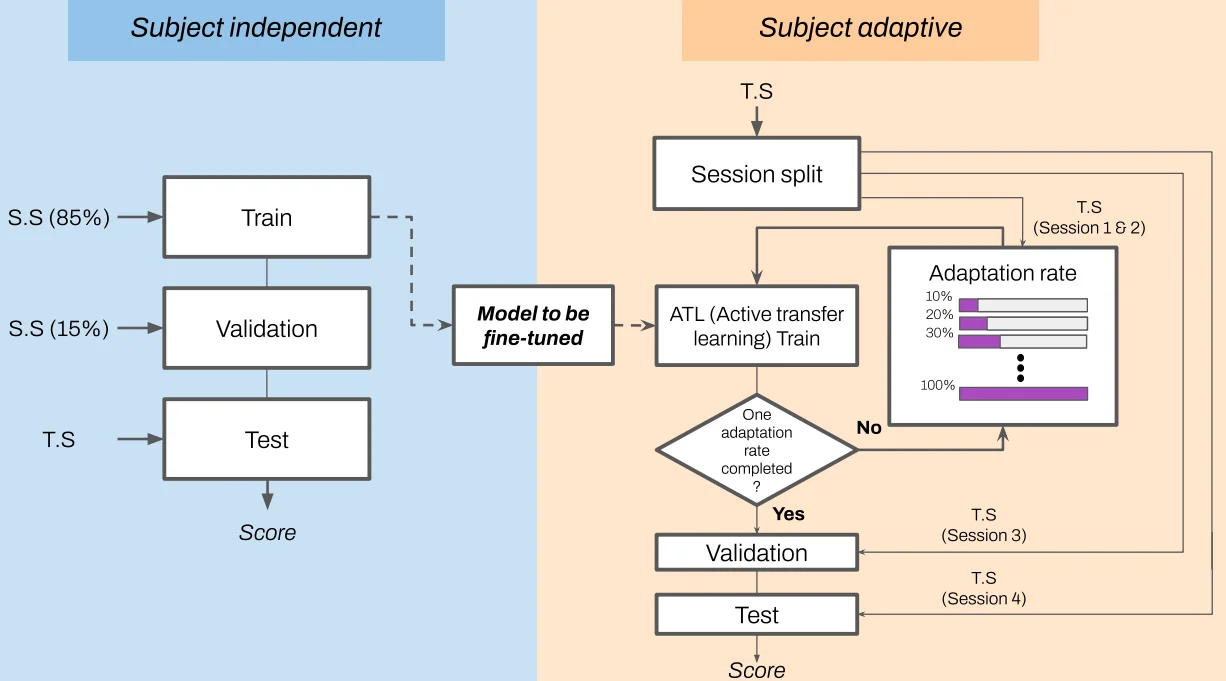 Subject independent
Subject adaptive
T.S
Session split
S.S (85%)
Train
T.S
(Session 1 & 2)
Adaptation rate
10%
20%
30%
100%
S.S (15%)
Validation
Model to be
fine-tuned
ATL (Active transfer
learning) Train
T.S
Test
One
adaptation
rate
completed
?
No
Yes
Score
T.S
(Session 3)
Validation
T.S
(Session 4)
Test
Score